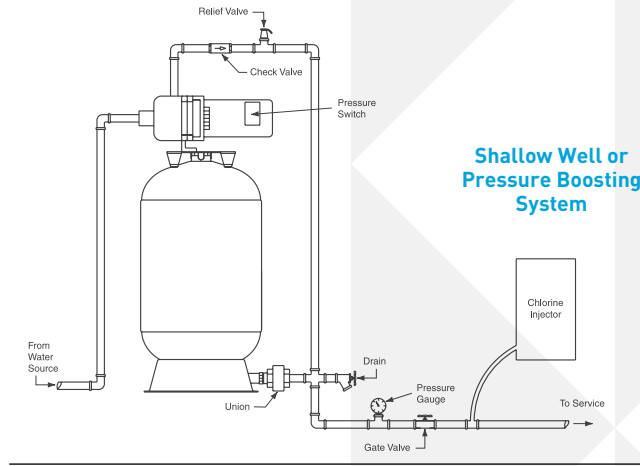 Relief Valve
Check Valve
Pressure
Switch
Shallow Well or
Pressure Boosting
System
Chlorine
Injector
From
Water
Source
Drain
Pressure
Gauge
To Service
Union
Gate Valve